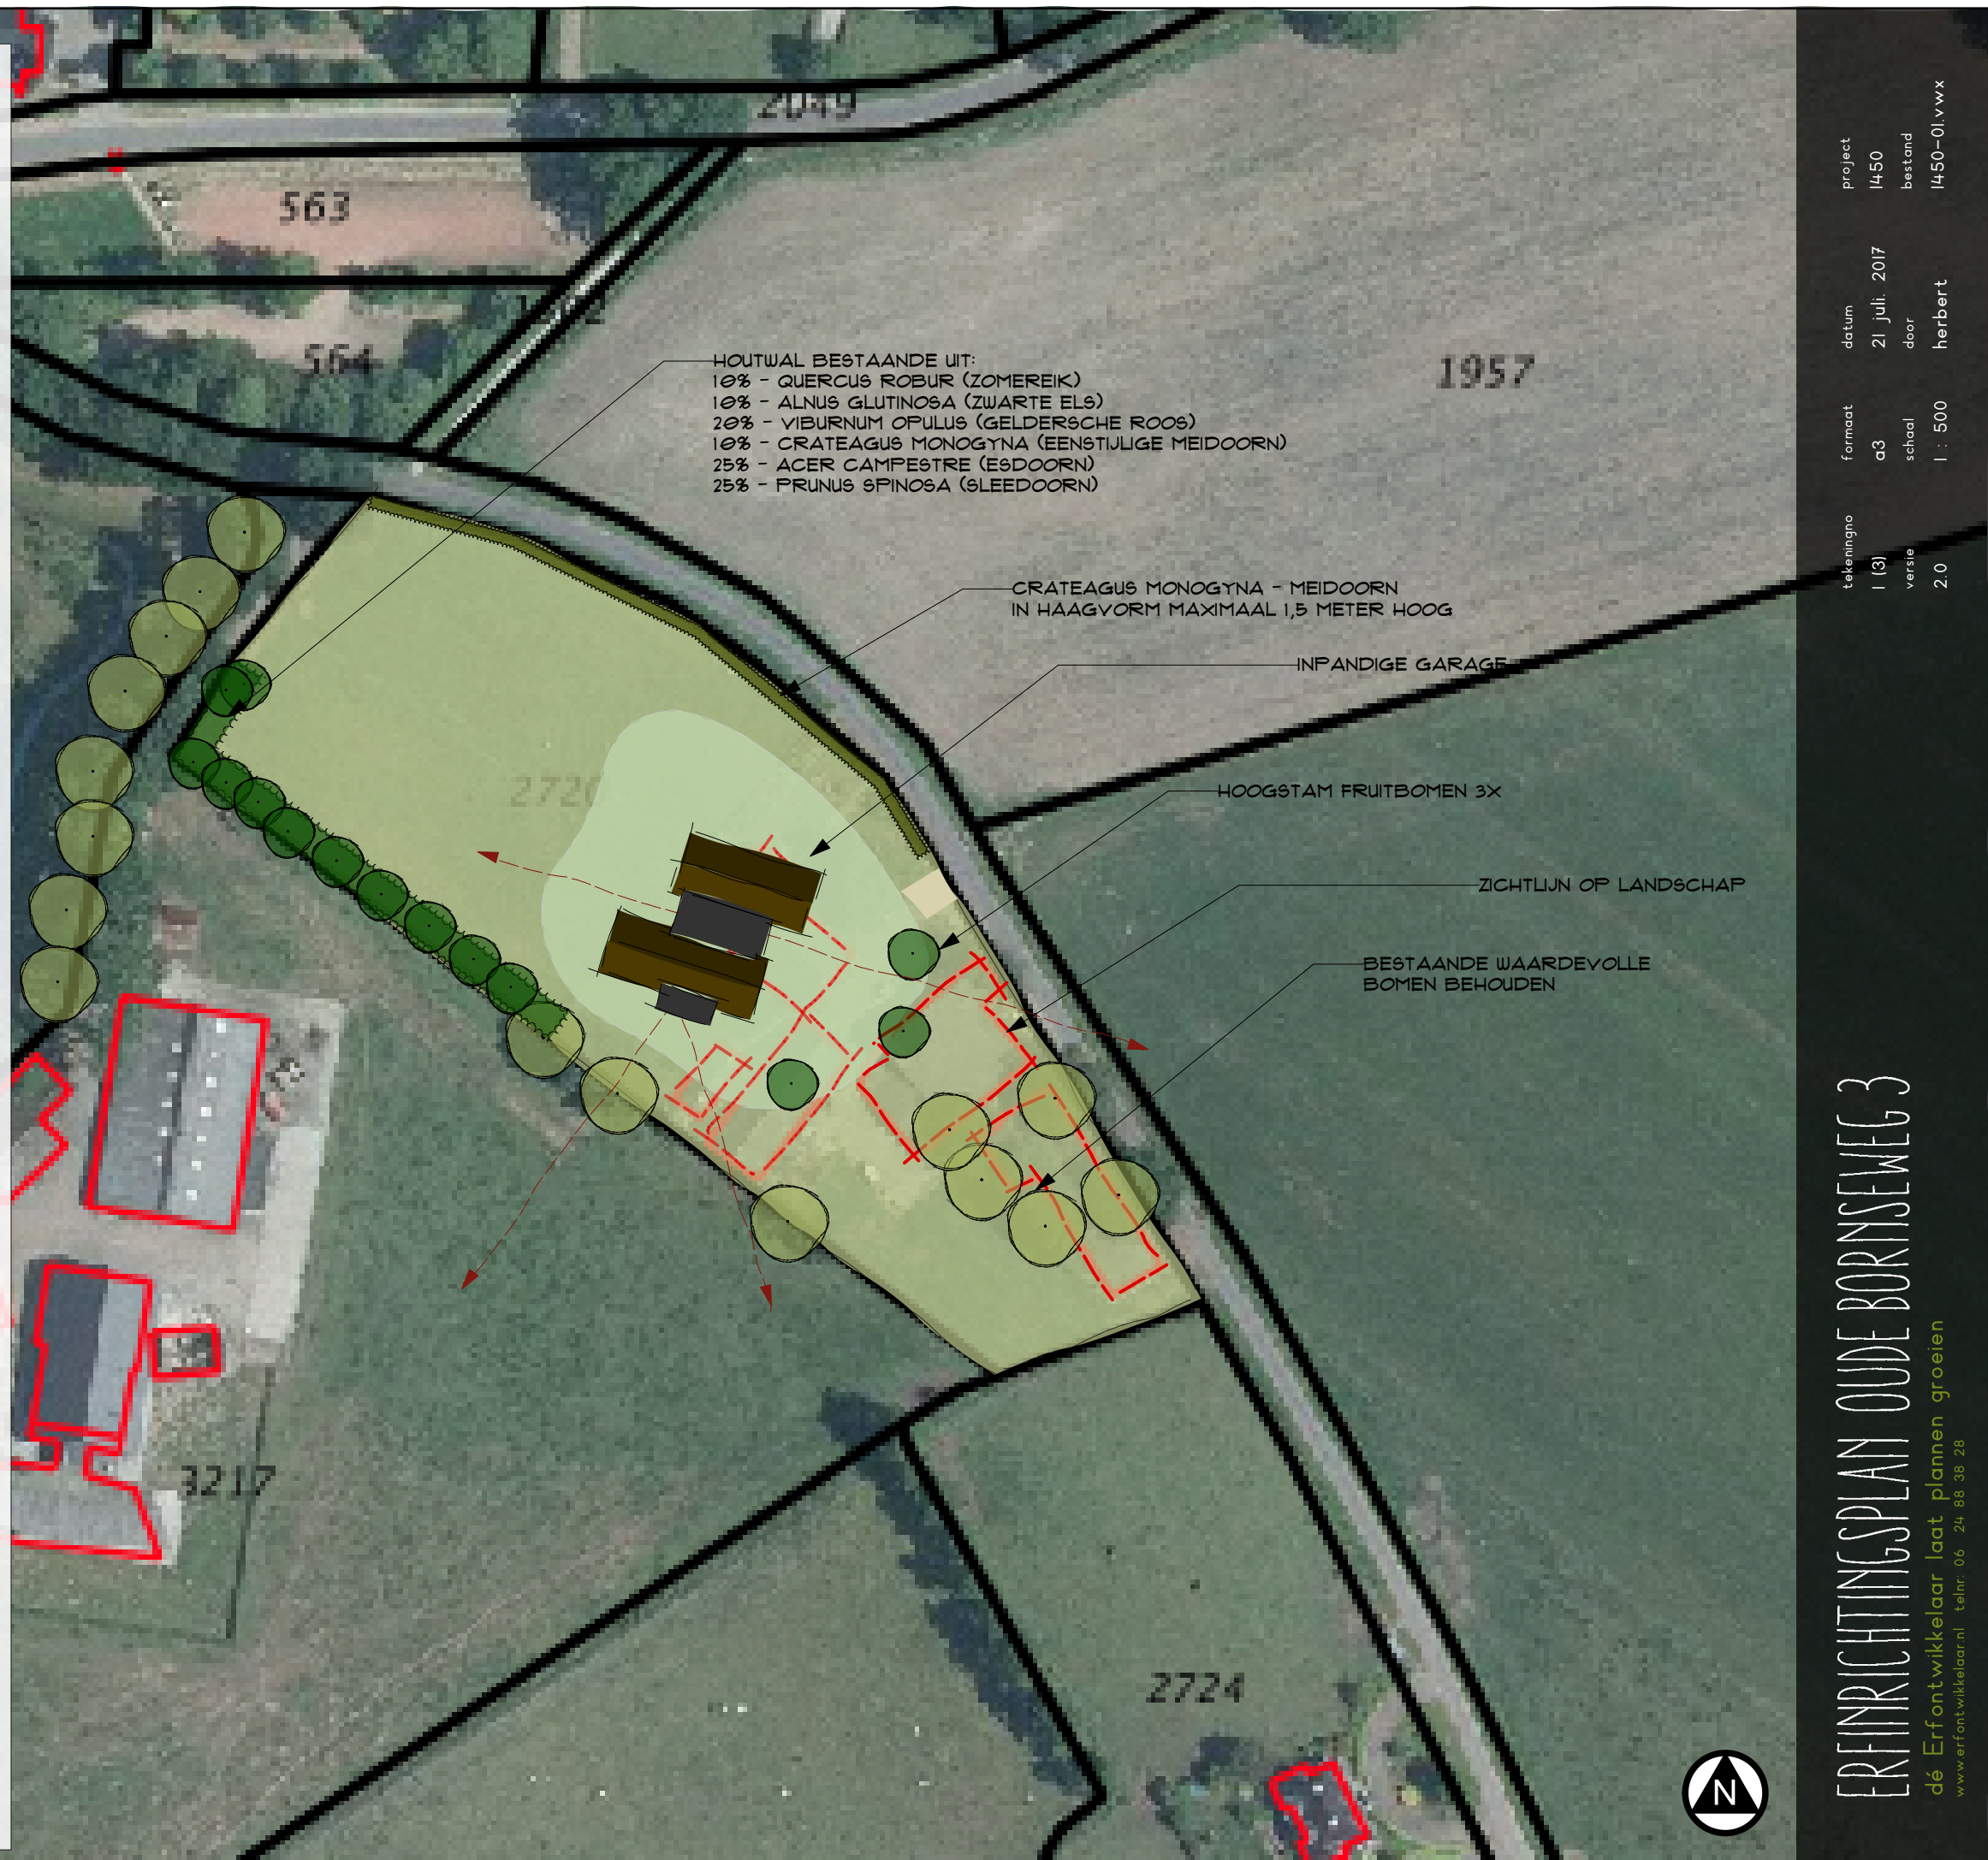 2049
563
564
1957
HOUTWAL BESTAANDE UIT:
10% - QUERCUS ROBUR (ZOMEREIK)
10% - ALNUS GLUTINOSA (ZWARTE ELS)
20% - VIBURNUM OPULUS (GELDERSCHE ROOS)
10% - CRATEAGUS MONOGYNA (EENSTIJLIGE MEIDOORN)
25% - ACER CAMPESTRE (ESDOORN)
25% - PRUNUS SPINOSA (SLEEDOORN)
CRATEAGUS MONOGYNA - MEIDOORN
IN HAAGVORM MAXIMAAL 1,5 METER HOOG
INPANDIGE GARAGE
HOOGSTAM FRUITBOMEN 3X
ZICHTLIJN OP LANDSCHAP
BESTAANDE WAARDEVOLLE
BOMEN BEHOUDEN
3217
2724
N
ERFINRICHTINGSPLAN OUDE BORNSEWEG 3
dé Erfontwikkelaar laat plannen groeien
www.erfontwikkelaar.nl telnr: 06 24 88 38 28
tekeningno formaat datum project
1 (3) a3 21 juli. 2017 1450
versie schaal door bestand
2.0 1 : 500 herbert 1450-01.vwx